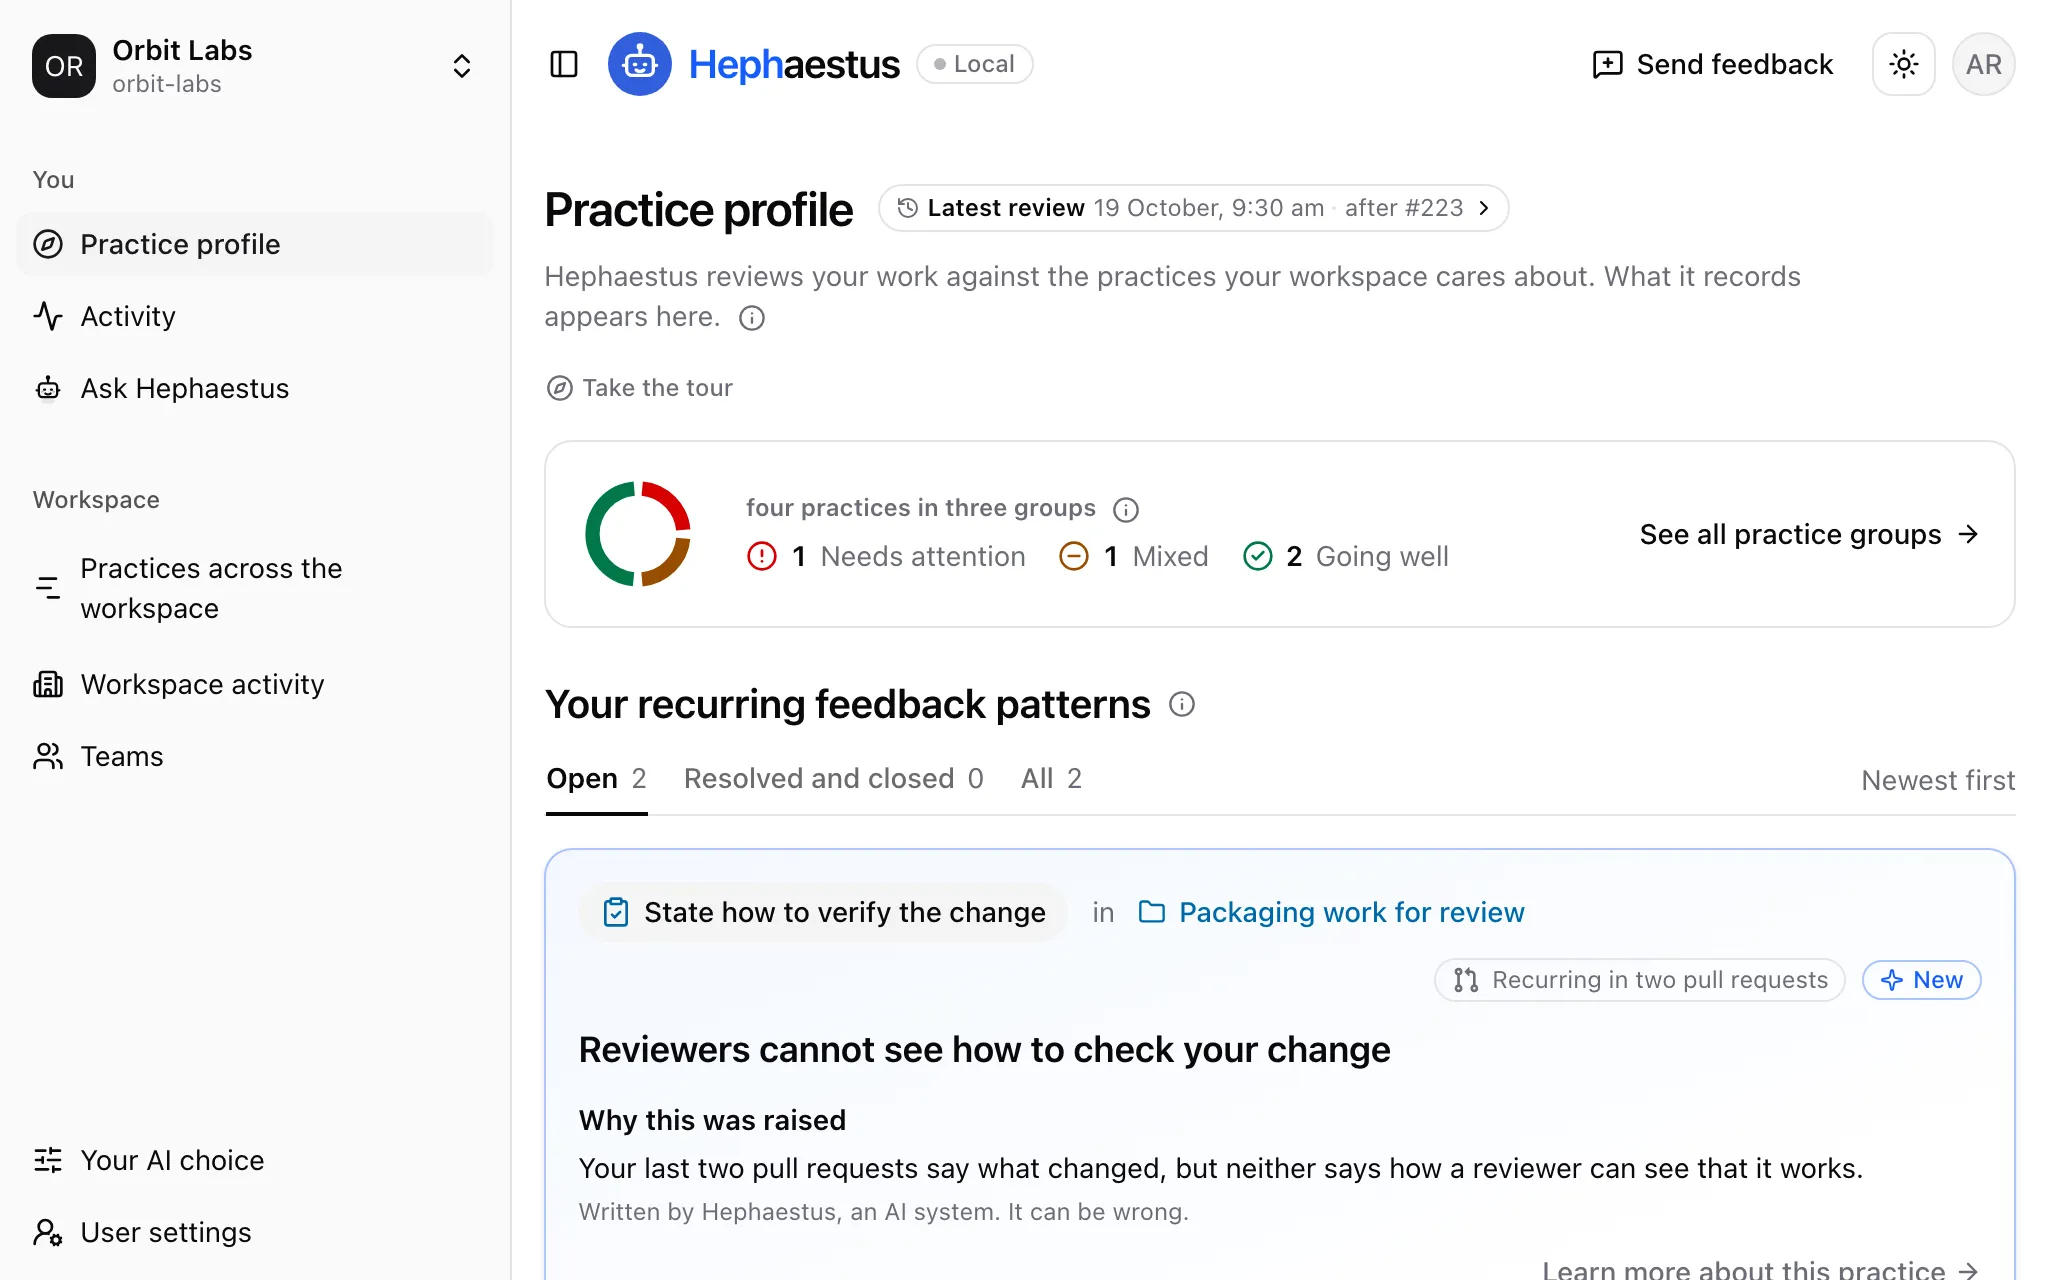 OR
Orbit Labs
orbit-labs
You
Practice profile
Activity
Ask Hephaestus
Workspace
Practices across the
workspace
Workspace activity
Teams
Your AI choice
User settings
Hephaestus
Local
Send feedback
AR
Practice profile
Latest review 19 October, 9:30 am · after #223
Hephaestus reviews your work against the practices your workspace cares about. What it records
appears here.
Take the tour
four practices in three groups
1 Needs attention 1 Mixed 2 Going well
See all practice groups
Your recurring feedback patterns
Open 2 Resolved and closed 0 All 2
Newest first
State how to verify the change in Packaging work for review
Recurring in two pull requests
New
Reviewers cannot see how to check your change
Why this was raised
Your last two pull requests say what changed, but neither says how a reviewer can see that it works.
Written by Hephaestus, an AI system. It can be wrong.
Learn more about this practice